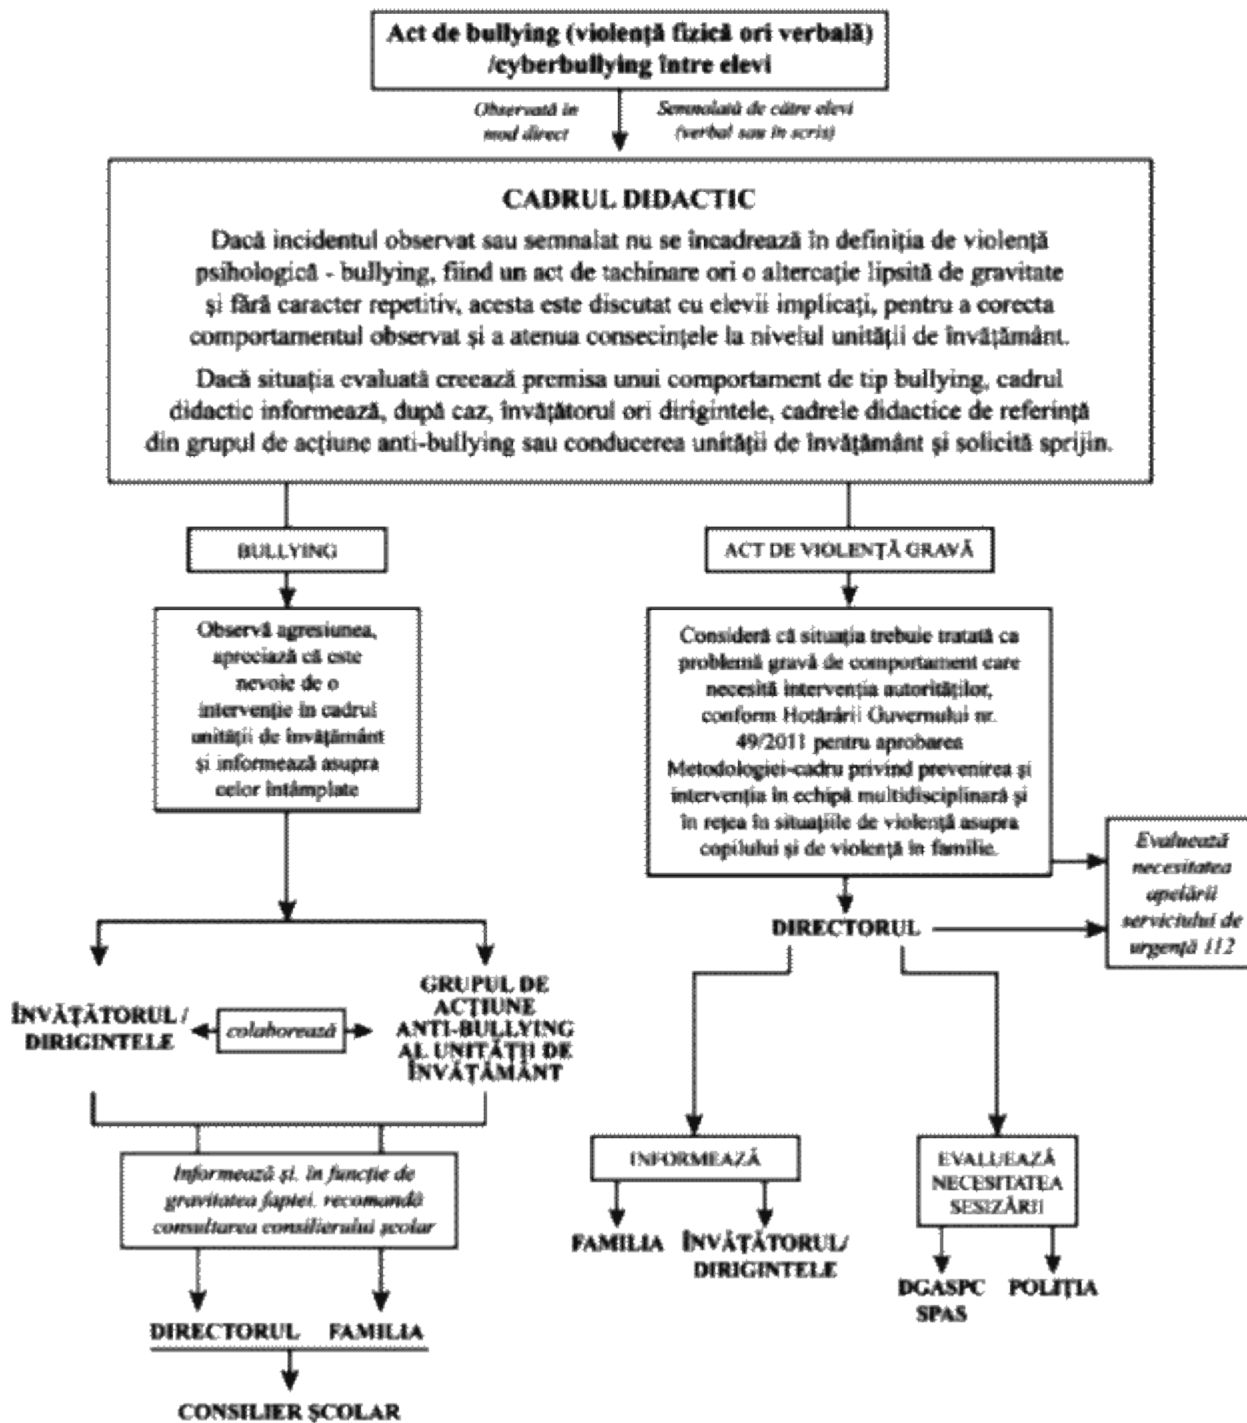 Act de bullying (violență fizică ori verbală)
/cyberbullying între elevi
Observată în
mod direct
Semnalată de către elevi
(verbal sau în scris)
CADRUL DIDACTIC
Dacă incidentul observat sau semnalat nu se încadrează în definiția de violență
psihologică - bullying, fiind un act de tachinare ori o altercație lipsită de gravitate
și fără caracter repetitiv, acesta este discutat cu elevii implicați, pentru a corecta
comportamentul observat și a atenua consecințele la nivelul unității de învățământ.
Dacă situația evaluată creează premisa unui comportament de tip bullying, cadrul
didactic informează, după caz, învățătorul ori dirigintele, cadrele didactice de referință
din grupul de acțiune anti-bullying sau conducerea unității de învățământ și solicită sprijin.
BULLYING
Observă agresiunea,
apreciază că este
nevoie de o
intervenție în cadrul
unității de învățământ
și informează asupra
celor întâmplate
ÎNVĂȚĂTORUL /
DIRIGINTELE
colaborează
GRUPUL DE
ACȚIUNE
ANTI-BULLYING
AL UNITĂȚII DE
ÎNVĂȚĂMÂNT
Informează și, în funcție de
gravitatea faptei, recomandă
consultarea consilierului școlar
DIRECTORUL
FAMILIA
CONSILIER ȘCOLAR
ACT DE VIOLENȚĂ GRAVĂ
Consideră că situația trebuie tratată ca
problemă gravă de comportament care
necesită intervenția autorităților,
conform Hotărârii Guvernului nr.
49/2011 pentru aprobarea
Metodologiei-cadru privind prevenirea și
intervenția în echipă multidisciplinară și
în rețea în situațiile de violență asupra
copilului și de violență în familie.
Evaluează
necesitatea
apelării
serviciului de
urgență 112
DIRECTORUL
INFORMEAZĂ
FAMILIA
ÎNVĂȚĂTORUL/
DIRIGINTELE
EVALUEAZĂ
NECESITATEA
SESIZĂRII
DGASPC
SPAS
POLIȚIA